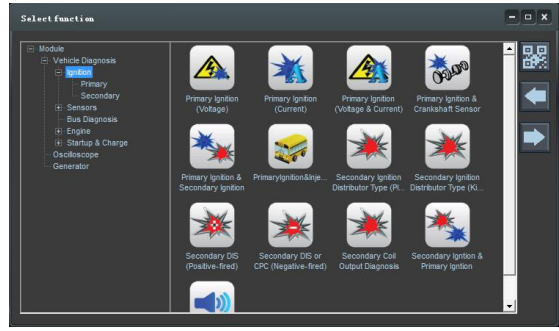 Select function
Module
Vehicle Diagnosis
Ignition
Primary
Secondary
Sensors
Bus Diagnosis
Engine
Startup & Charge
Oscilloscope
Generator
Primary Ignition
(Voltage)
Primary Ignition
(Current)
Primary Ignition
(Voltage & Current)
Primary Ignition &
Crankshaft Sensor
Primary Ignition &
Secondary Ignition
PrimaryIgnition&Inje...
Secondary Ignition
Distributor Type (Pl...
Secondary Ignition
Distributor Type (Ki...
Secondary DIS
(Positive-fired)
Secondary DIS or
CPC (Negative-fired)
Secondary Coil
Output Diagnosis
Secondary Igntion &
Primary Igntion